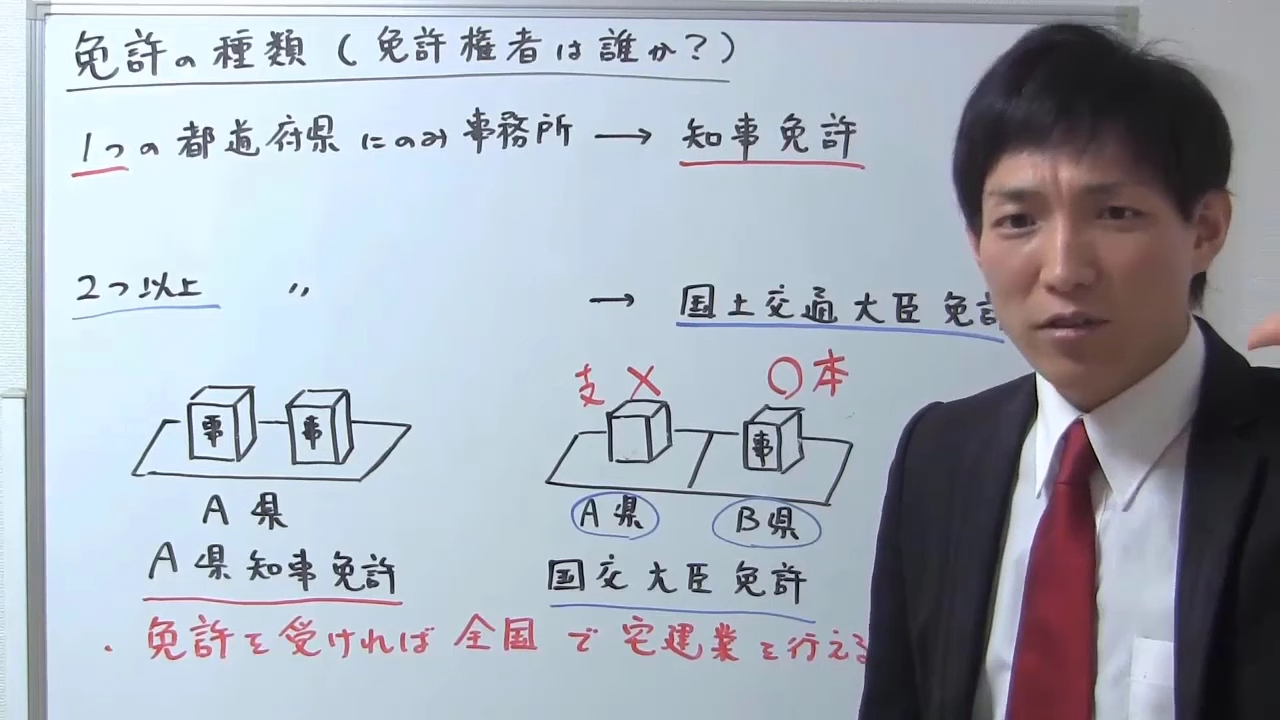 免許の種類(免許権者は誰か?)
1つの都道府県にのみ事務所 → 知事免許
2つ以上 〃 → 国土交通大臣免許
支 × ○ 本
事 事 事
A県 A県 B県
A県知事免許 国交大臣免許
・免許を受ければ全国で宅建業を行える